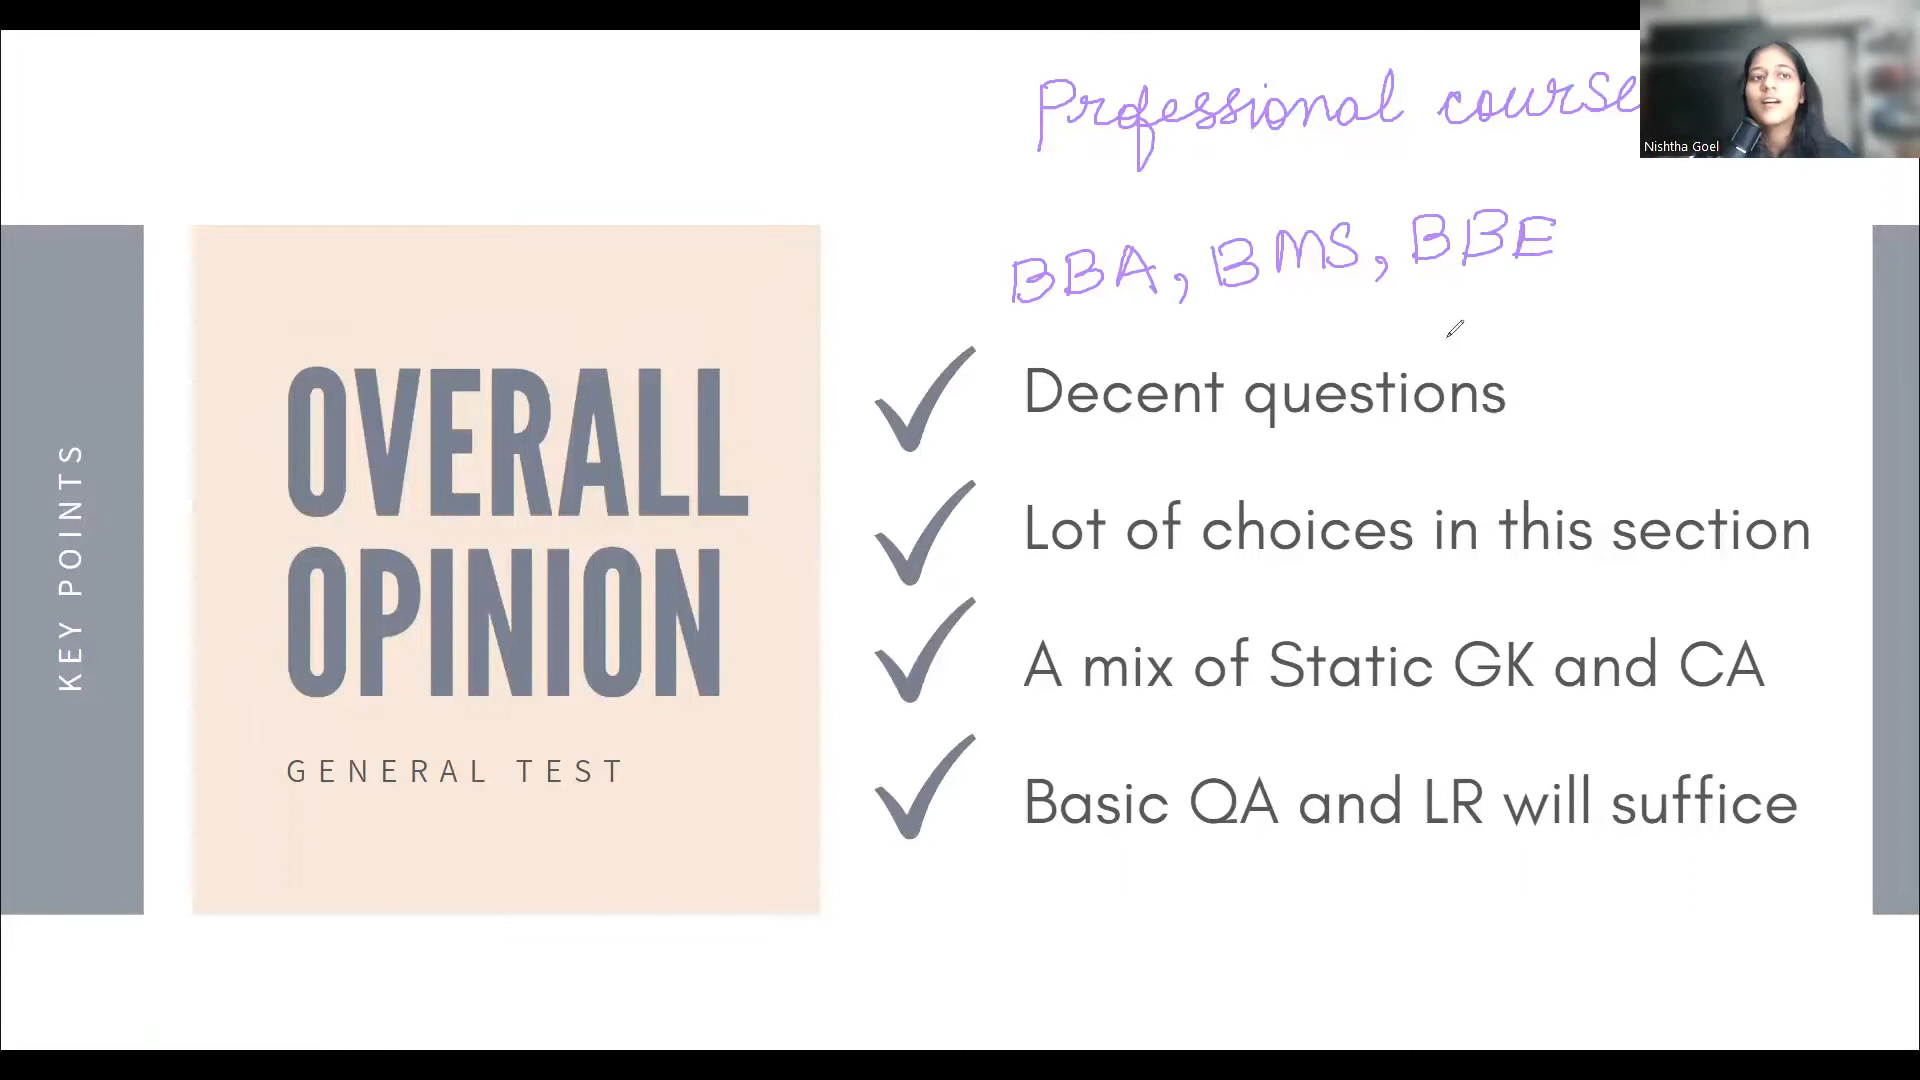 Professional course
Nishtha Goel
BBA, BMS, BBE
KEY POINTS
OVERALL
OPINION
GENERAL TEST
Decent questions
Lot of choices in this section
A mix of Static GK and CA
Basic QA and LR will suffice